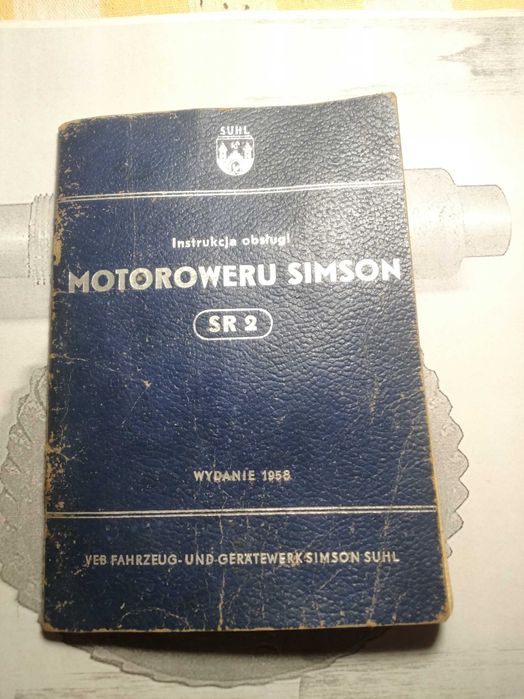 SUHL
Instrukcja obsługi
MOTOROWERU SIMSON
SR 2
WYDANIE 1958
VEB FAHRZEUG-UND-GERÄTEWERK SIMSON SUHL